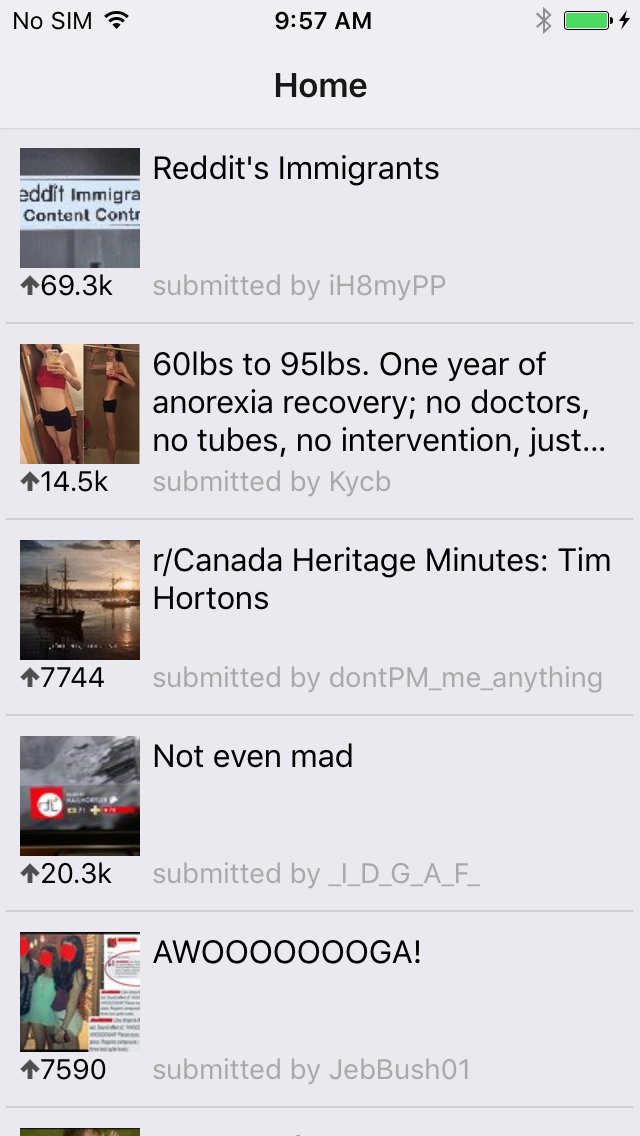 No SIM
9:57 AM
Home
eddit Immigra
Content Contr
Reddit's Immigrants
69.3k
submitted by iH8myPP
60lbs to 95lbs. One year of
anorexia recovery; no doctors,
no tubes, no intervention, just...
14.5k
submitted by Kycb
r/Canada Heritage Minutes: Tim
Hortons
7744
submitted by dontPM_me_anything
Not even mad
20.3k
submitted by _I_D_G_A_F_
AWOOOOOOOGA!
7590
submitted by JebBush01